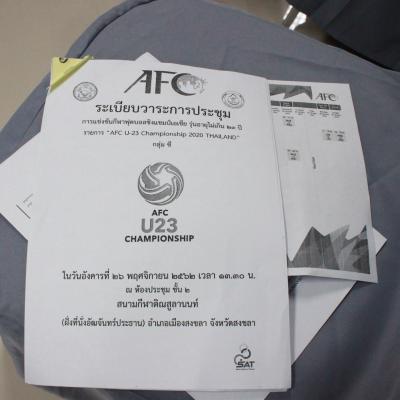 AFC
ระเบียบวาระการประชุม
การแข่งขันกีฬาฟุตบอลชิงแชมป์เอเชีย รุ่นอายุไม่เกิน ๒๓ ปี
รายการ "AFC U-23 Championship 2020 THAILAND"
กลุ่ม ซี
AFC
U23
CHAMPIONSHIP
ในวันอังคารที่ ๒๖ พฤศจิกายน ๒๕๖๒ เวลา ๑๓.๓๐ น.
ณ ห้องประชุม ชั้น ๒
สนามกีฬาติณสูลานนท์
(ฝั่งที่นั่งอัฒจันทร์ประธาน) อำเภอเมืองสงขลา จังหวัดสงขลา
SAT
AFC